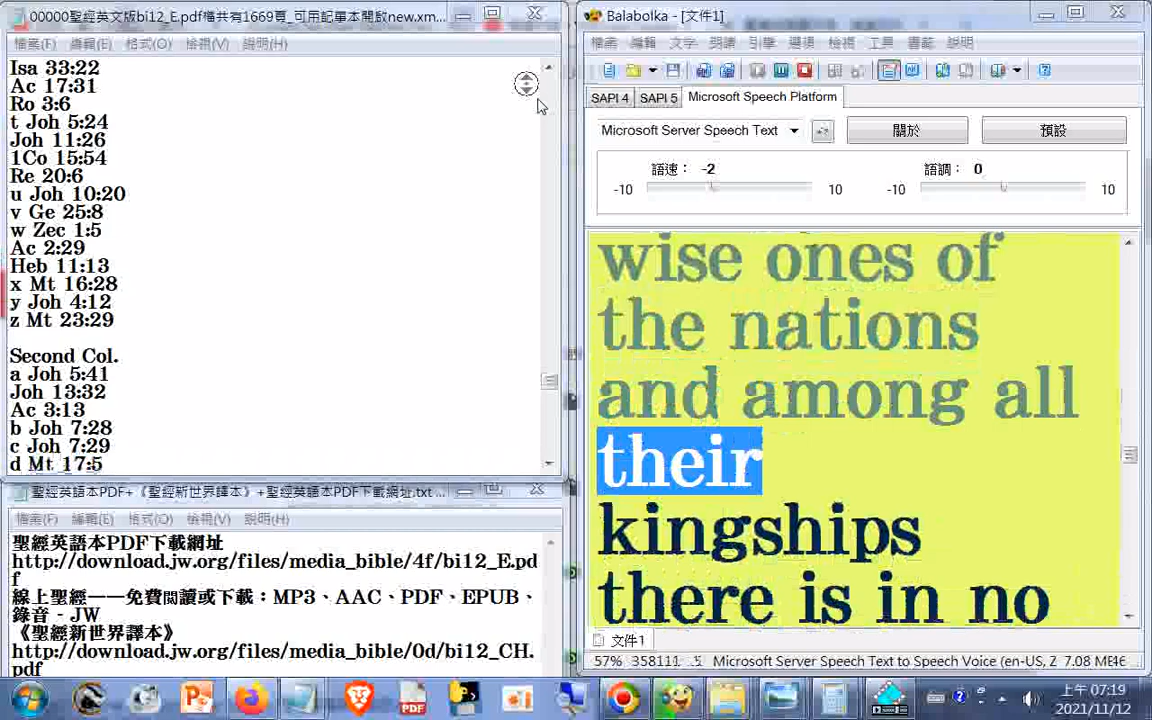 00000聖經英文版bi12_E.pdf檔共有1669頁_可用記事本開啟new.xm...
檔案(F) 編輯(E) 格式(O) 檢視(V) 說明(H)
Isa 33:22
Ac 17:31
Ro 3:6
t Joh 5:24
Joh 11:26
1Co 15:54
Re 20:6
u Joh 10:20
v Ge 25:8
w Zec 1:5
Ac 2:29
Heb 11:13
x Mt 16:28
y Joh 4:12
z Mt 23:29
Second Col.
a Joh 5:41
Joh 13:32
Ac 3:13
b Joh 7:28
c Joh 7:29
d Mt 17:5
聖經英語本PDF+《聖經新世界譯本》+聖經英語本PDF下載網址.txt ...
檔案(F) 編輯(E) 格式(O) 檢視(V) 說明(H)
聖經英語本PDF下載網址
http://download.jw.org/files/media_bible/4f/bi12_E.pd
f
線上聖經——免費閱讀或下載：MP3、AAC、PDF、EPUB、
錄音 - JW
《聖經新世界譯本》
http://download.jw.org/files/media_bible/0d/bi12_CH.
pdf
Balabolka - [文件1]
檔案 編輯 文字 朗讀 引擎 選項 檢視 工具 書籤 說明
SAPI 4 SAPI 5 Microsoft Speech Platform
Microsoft Server Speech Text 關於 預設
語速： -2 語調： 0
-10 10 -10 10
wise ones of
the nations
and among all
their
kingships
there is in no
文件1
57% 358111 Microsoft Server Speech Text to Speech Voice (en-US, Z 7.08 ME
上午 07:19
2021/11/12